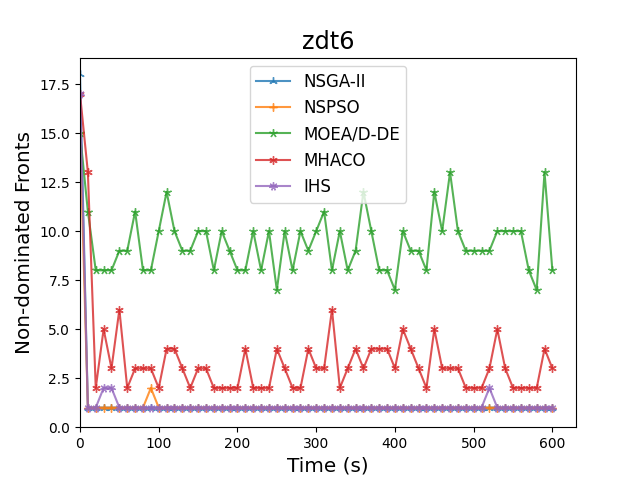 zdt6
Non-dominated Fronts
17.5
15.0
12.5
10.0
7.5
5.0
2.5
0.0
NSGA-II
NSPSO
MOEA/D-DE
MHACO
IHS
0 100 200 300 400 500 600
Time (s)